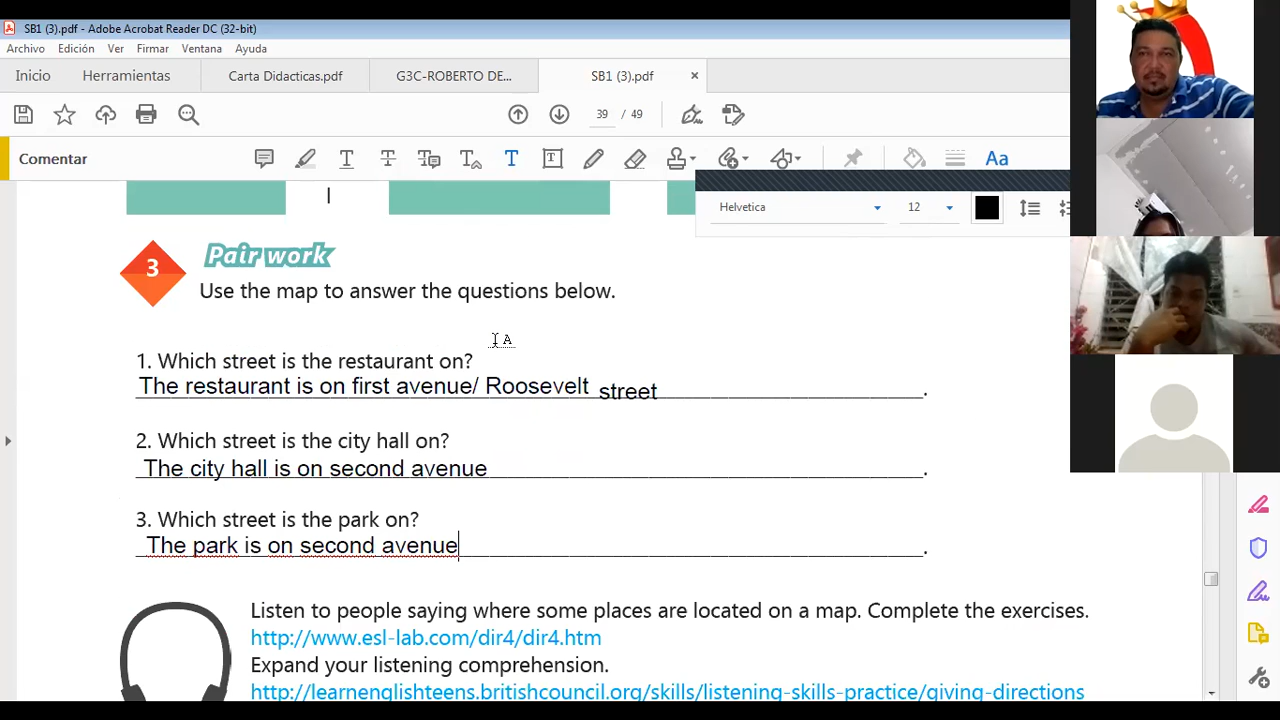 SB1 (3).pdf - Adobe Acrobat Reader DC (32-bit)
Archivo Edición Ver Firmar Ventana Ayuda
Inicio Herramientas Carta Didacticas.pdf G3C-ROBERTO DE... SB1 (3).pdf ×
39 / 49
Comentar
Helvetica 12
3 Pair work
Use the map to answer the questions below.
1. Which street is the restaurant on?
The restaurant is on first avenue/ Roosevelt street.
2. Which street is the city hall on?
The city hall is on second avenue.
3. Which street is the park on?
The park is on second avenue.
Listen to people saying where some places are located on a map. Complete the exercises.
http://www.esl-lab.com/dir4/dir4.htm
Expand your listening comprehension.
http://learnenglishteens.britishcouncil.org/skills/listening-skills-practice/giving-directions